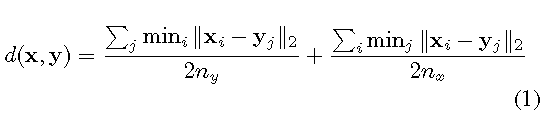 d(𝐱, 𝐲) = \frac{\sum_j \min_i \|𝐱_i − 𝐲_j\|_2}{2n_y} + \frac{\sum_i \min_j \|𝐱_i − 𝐲_j\|_2}{2n_x}
(1)